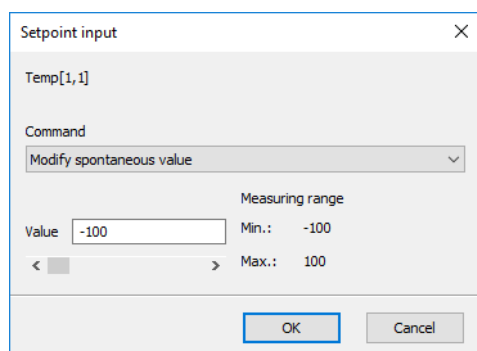 Setpoint input
Temp[1,1]
Command
Modify spontaneous value
Measuring range
Value -100 Min.: -100
Max.: 100
OK Cancel